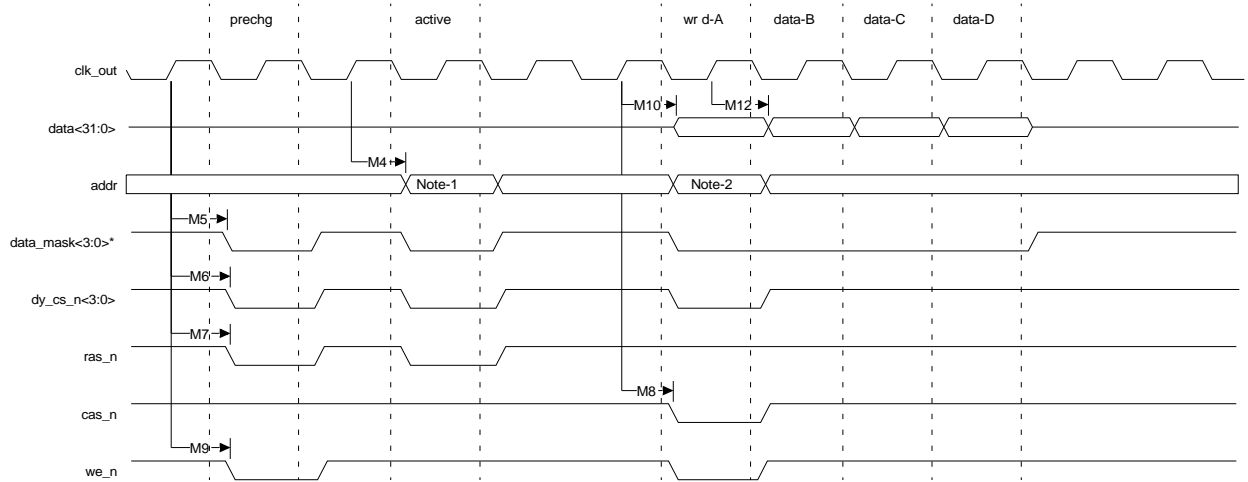 prechg active wr d-A data-B data-C data-D
clk_out
M10 M12
data<31:0>
M4
addr Note-1 Note-2
M5
data_mask<3:0>*
M6
dy_cs_n<3:0>
M7
ras_n
M8
cas_n
M9
we_n